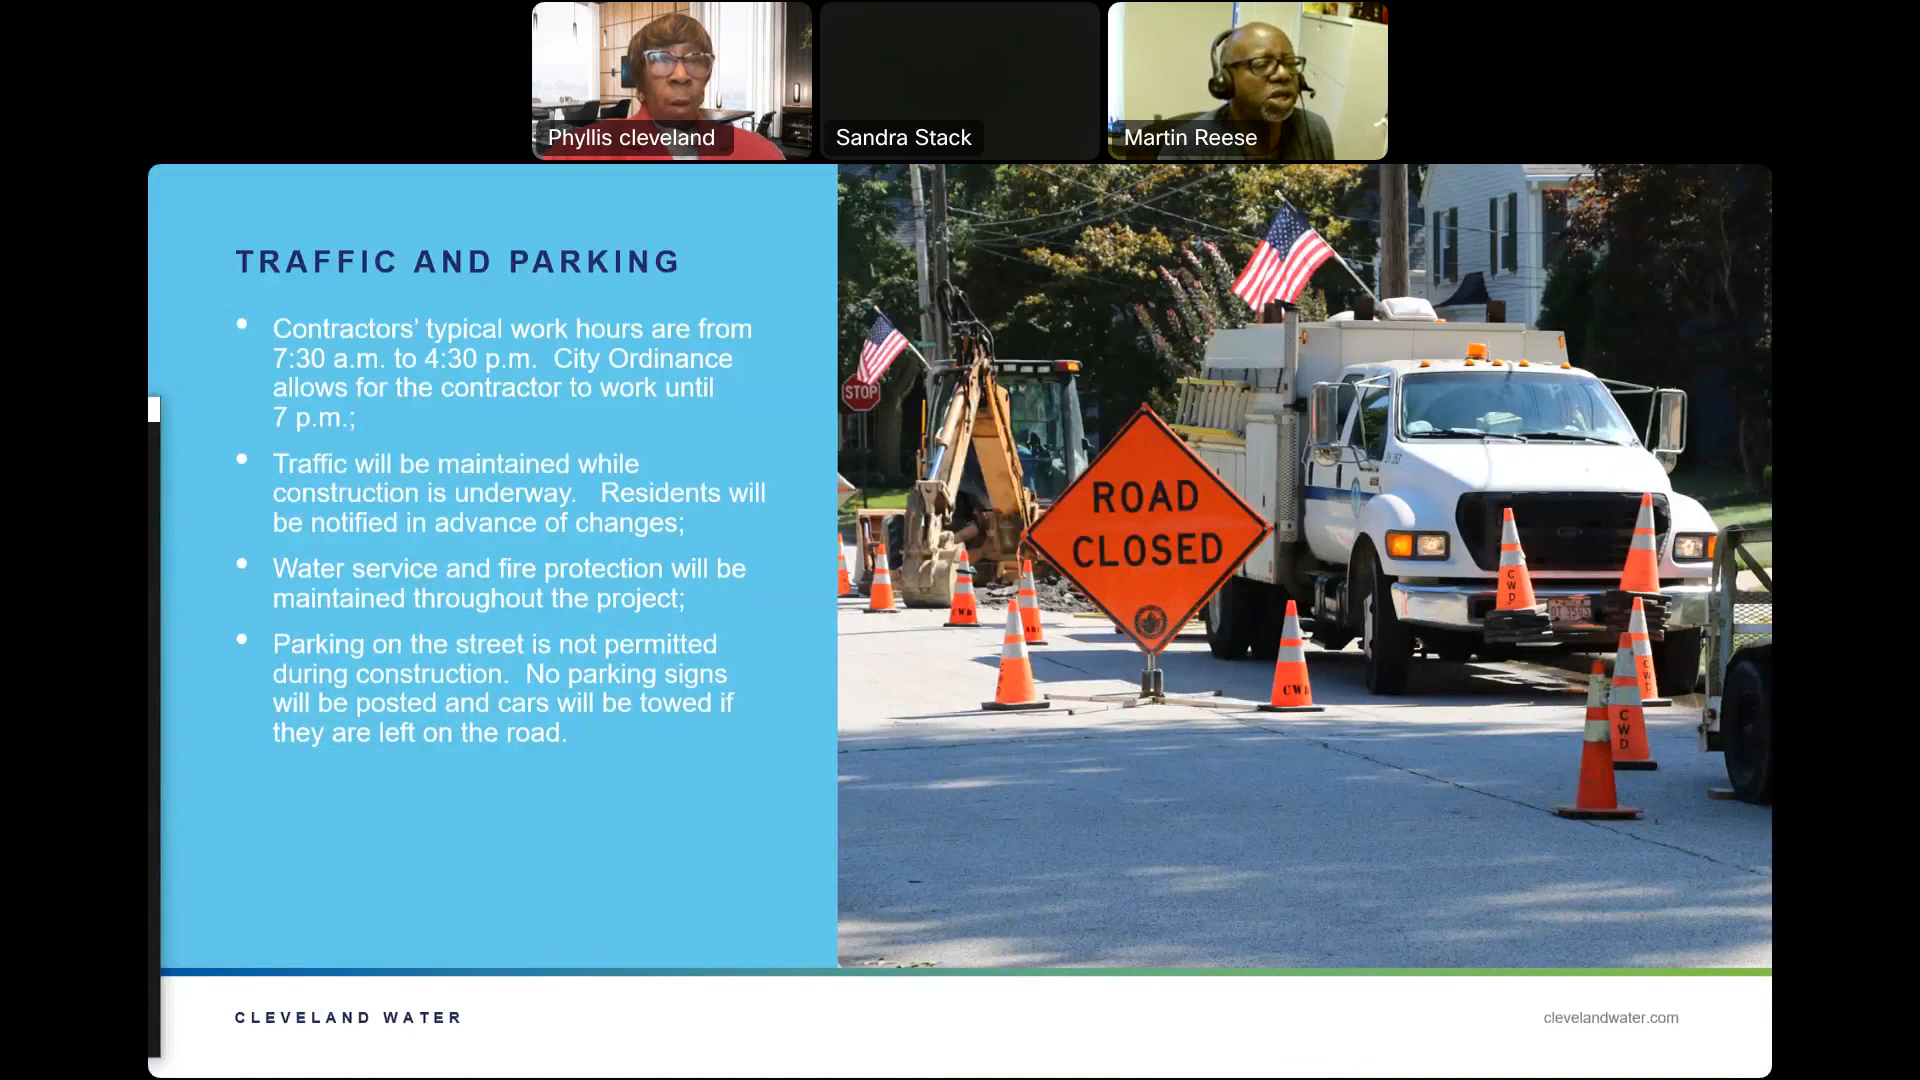 Phyllis cleveland
Sandra Stack
Martin Reese
TRAFFIC AND PARKING
• Contractors’ typical work hours are from
7:30 a.m. to 4:30 p.m. City Ordinance
allows for the contractor to work until
7 p.m.;
• Traffic will be maintained while
construction is underway. Residents will
be notified in advance of changes;
• Water service and fire protection will be
maintained throughout the project;
• Parking on the street is not permitted
during construction. No parking signs
will be posted and cars will be towed if
they are left on the road.
STOP
ROAD
CLOSED
CWD
CWD
CWD
CWD
CLEVELAND WATER
clevelandwater.com